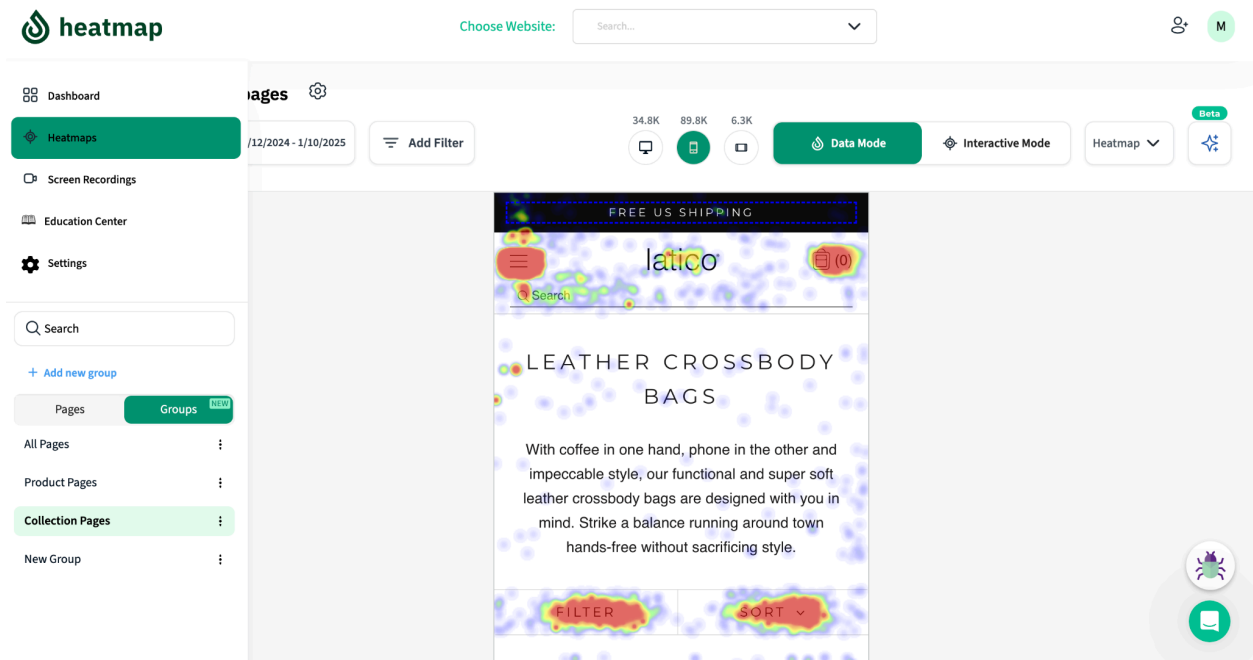 heatmap
Choose Website:
Search...
M
Dashboard
Heatmaps
Screen Recordings
Education Center
Settings
Search
+ Add new group
Pages
Groups
NEW
All Pages
Product Pages
Collection Pages
New Group
pages
/12/2024 - 1/10/2025
Add Filter
34.8K
89.8K
6.3K
Data Mode
Interactive Mode
Heatmap
Beta
FREE US SHIPPING
latico
(0)
Search
LEATHER CROSSBODY
BAGS
With coffee in one hand, phone in the other and
impeccable style, our functional and super soft
leather crossbody bags are designed with you in
mind. Strike a balance running around town
hands-free without sacrificing style.
FILTER
SORT